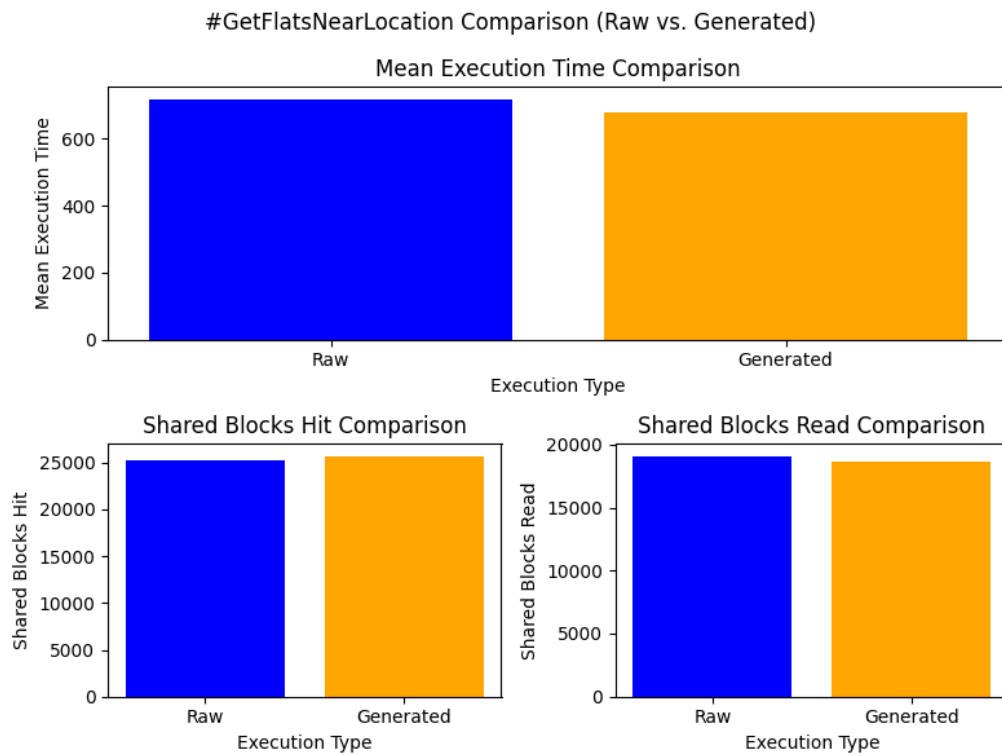 #GetFlatsNearLocation Comparison (Raw vs. Generated)
Mean Execution Time Comparison
Mean Execution Time
600
400
200
0
Raw
Generated
Execution Type
Shared Blocks Hit Comparison
Shared Blocks Hit
25000
20000
15000
10000
5000
0
Raw
Generated
Execution Type
Shared Blocks Read Comparison
Shared Blocks Read
20000
15000
10000
5000
0
Raw
Generated
Execution Type